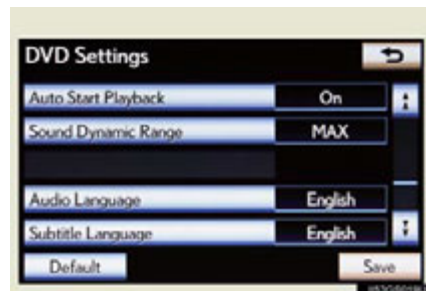 DVD Settings
Auto Start Playback On
Sound Dynamic Range MAX
Audio Language English
Subtitle Language English
Default Save